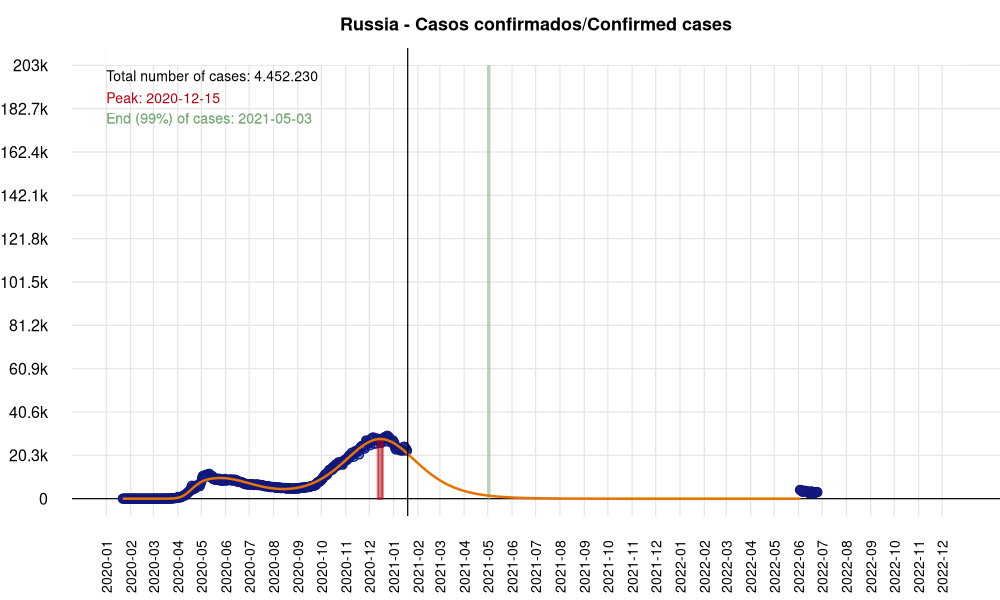 Russia - Casos confirmados/Confirmed cases
Total number of cases: 4.452.230
Peak: 2020-12-15
End (99%) of cases: 2021-05-03
203k
182.7k
162.4k
142.1k
121.8k
101.5k
81.2k
60.9k
40.6k
20.3k
0
2020-01
2020-02
2020-03
2020-04
2020-05
2020-06
2020-07
2020-08
2020-09
2020-10
2020-11
2020-12
2021-01
2021-02
2021-03
2021-04
2021-05
2021-06
2021-07
2021-08
2021-09
2021-10
2021-11
2021-12
2022-01
2022-02
2022-03
2022-04
2022-05
2022-06
2022-07
2022-08
2022-09
2022-10
2022-11
2022-12